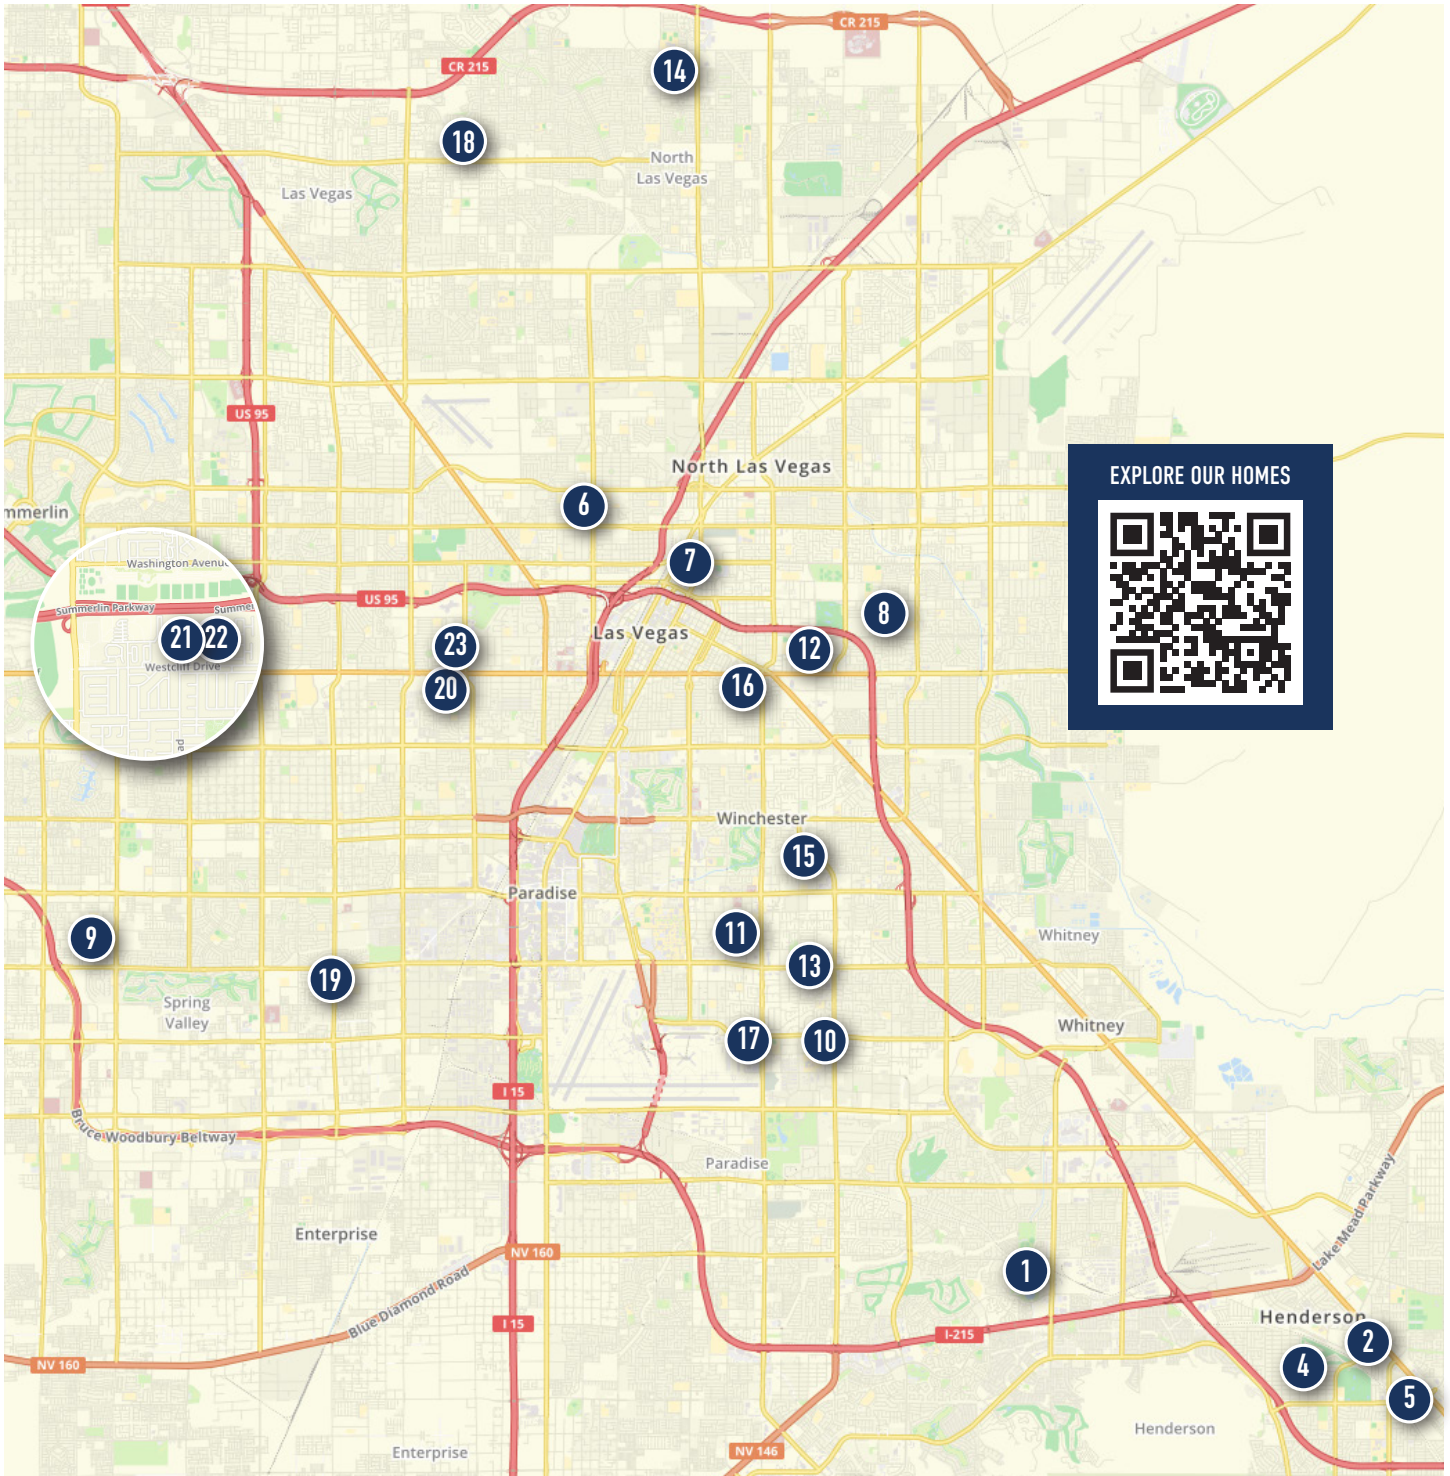 CR 215
CR 215
14
18
North
Las Vegas
Las Vegas
US 95
North Las Vegas
EXPLORE OUR HOMES
6
mmerlin
7
Washington Avenue
US 95
Summerlin Parkway
Summe
8
21
22
Westcliff Drive
Las Vegas
23
12
20
16
Winchester
15
Paradise
9
11
Whitney
13
19
Spring
Valley
17
10
Whitney
I 15
Bruce Woodbury Beltway
Paradise
Lake Mead Parkway
Enterprise
NV 160
1
Blue Diamond Road
I 15
I-215
Henderson
2
NV 160
4
5
Henderson
Enterprise
NV 146